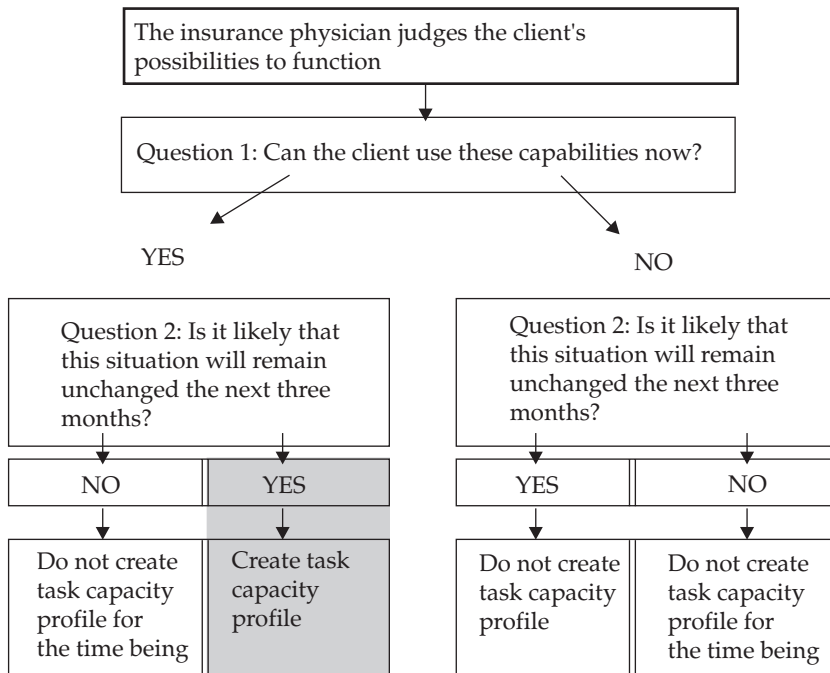 The insurance physician judges the client's
possibilities to function
Question 1: Can the client use these capabilities now?
YES
NO
Question 2: Is it likely that
this situation will remain
unchanged the next three
months?
Question 2: Is it likely that
this situation will remain
unchanged the next three
months?
NO
YES
YES
NO
Do not create
task capacity
profile for
the time being
Create task
capacity
profile
Do not create
task capacity
profile
Do not create
task capacity
profile for
the time being